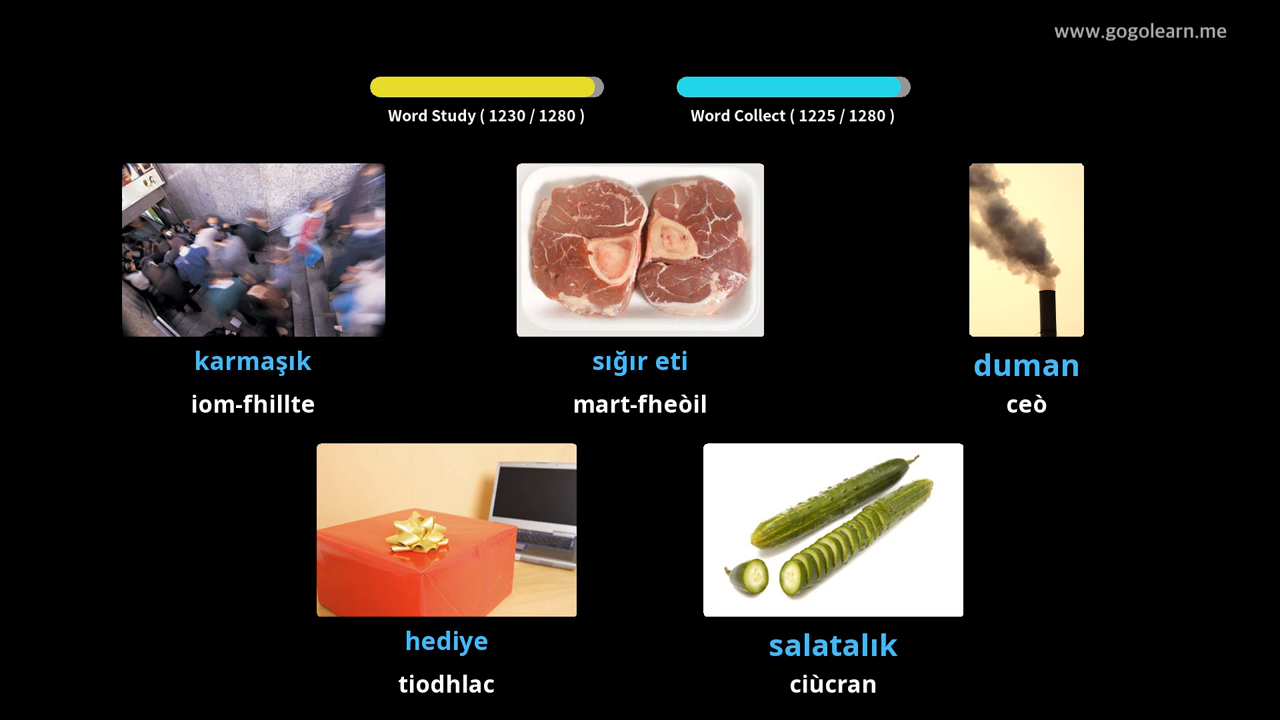 www.gogolearn.me
Word Study ( 1230 / 1280 )
Word Collect ( 1225 / 1280 )
karmaşık
sığır eti
duman
iom-fhillte
mart-fheòil
ceò
hediye
salatalık
tiodhlac
ciùcran